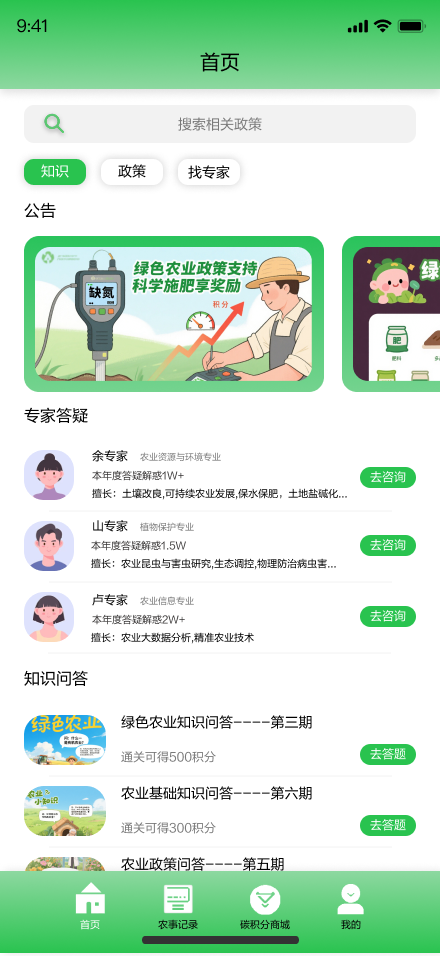 9:41
首页
搜索相关政策
知识
政策
找专家
公告
绿色农业政策支持
科学施肥享奖励
缺氮
积分
绿
肥
肥料
专家答疑
余专家 农业资源与环境专业
本年度答疑解惑1W+
擅长：土壤改良,可持续农业发展,保水保肥，土地盐碱化...
去咨询
山专家 植物保护专业
本年度答疑解惑1.5W
擅长：农业昆虫与害虫研究,生态调控,物理防治病虫害...
去咨询
卢专家 农业信息专业
本年度答疑解惑2W+
擅长：农业大数据分析,精准农业技术
去咨询
知识问答
绿色农业
绿色农业知识问答----第三期
通关可得500积分
去答题
农业
小知识
农业基础知识问答----第六期
通关可得300积分
去答题
农业政策问答----第五期
首页
农事记录
碳积分商城
我的